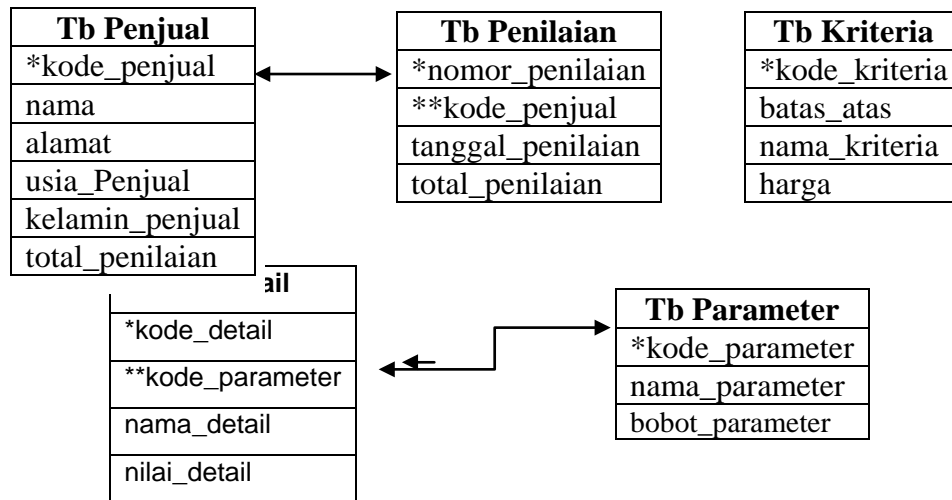 Tb Penjual
*kode_penjual
nama
alamat
usia_Penjual
kelamin_penjual
total_penilaian
Tb Penilaian
*nomor_penilaian
**kode_penjual
tanggal_penilaian
total_penilaian
Tb Kriteria
*kode_kriteria
batas_atas
nama_kriteria
harga
ail
*kode_detail
**kode_parameter
nama_detail
nilai_detail
Tb Parameter
*kode_parameter
nama_parameter
bobot_parameter